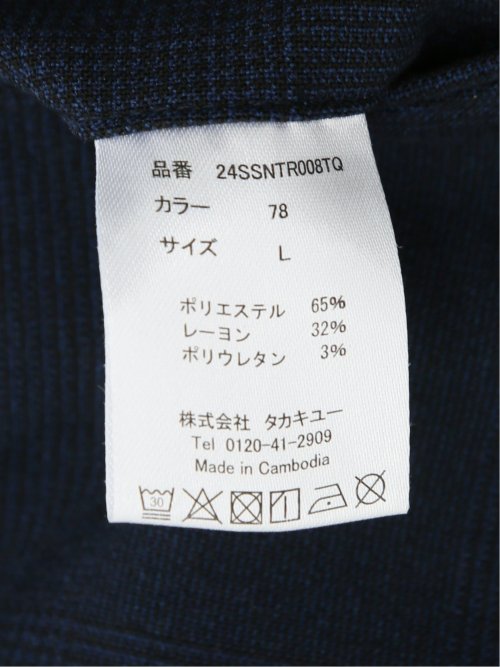 品番 24SSNTR008TQ
カラー 78
サイズ L
ポリエステル 65%
レーヨン 32%
ポリウレタン 3%
株式会社 タカキユー
Tel 0120-41-2909
Made in Cambodia
30